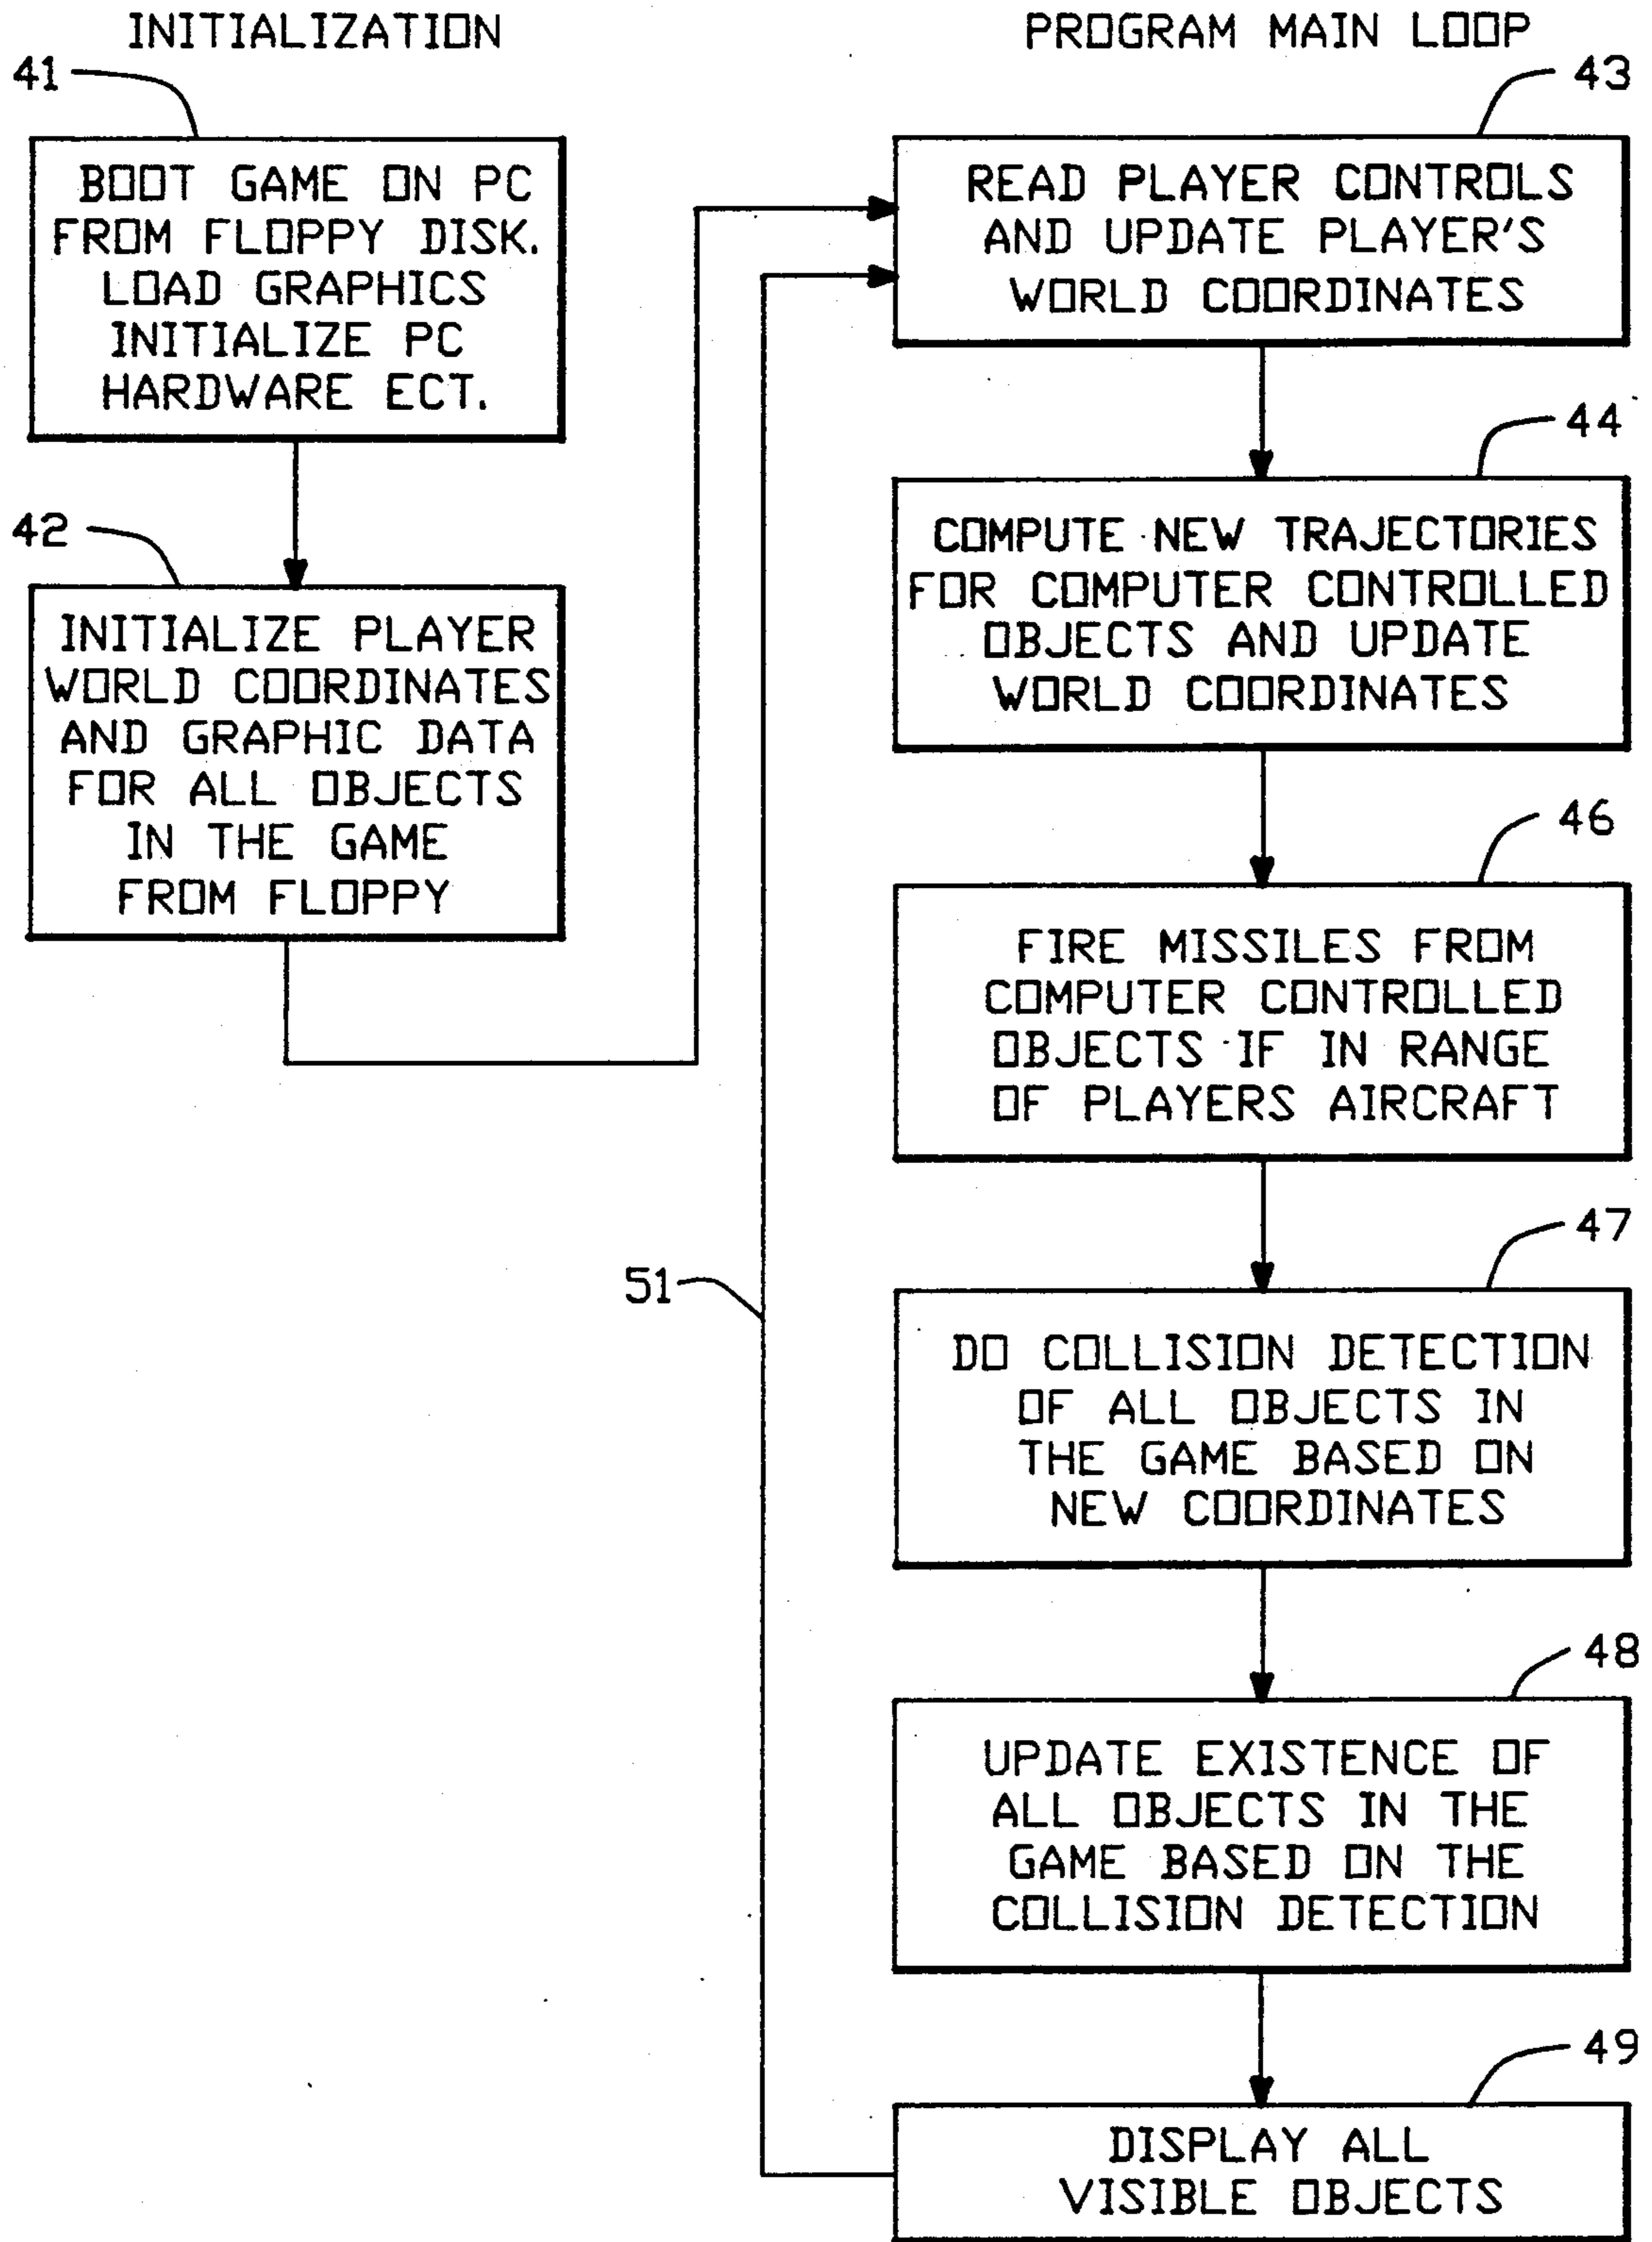 INITIALIZATION
41
BOOT GAME ON PC
FROM FLOPPY DISK.
LOAD GRAPHICS
INITIALIZE PC
HARDWARE ECT.
42
INITIALIZE PLAYER
WORLD COORDINATES
AND GRAPHIC DATA
FOR ALL OBJECTS
IN THE GAME
FROM FLOPPY
PROGRAM MAIN LOOP
43
READ PLAYER CONTROLS
AND UPDATE PLAYER'S
WORLD COORDINATES
44
COMPUTE NEW TRAJECTORIES
FOR COMPUTER CONTROLLED
OBJECTS AND UPDATE
WORLD COORDINATES
46
FIRE MISSILES FROM
COMPUTER CONTROLLED
OBJECTS IF IN RANGE
OF PLAYERS AIRCRAFT
47
DO COLLISION DETECTION
OF ALL OBJECTS IN
THE GAME BASED ON
NEW COORDINATES
48
UPDATE EXISTENCE OF
ALL OBJECTS IN THE
GAME BASED ON THE
COLLISION DETECTION
49
DISPLAY ALL
VISIBLE OBJECTS
51